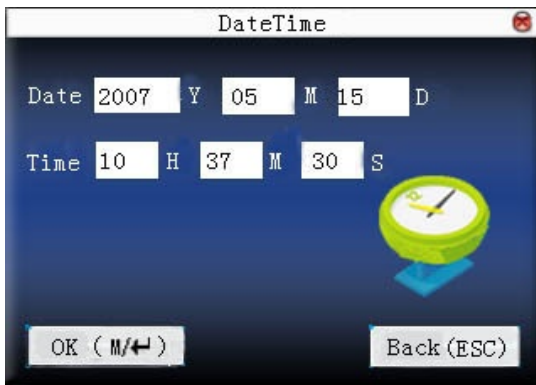 DateTime
Date 2007 Y 05 M 15 D
Time 10 H 37 M 30 S
OK (M/↵) Back(ESC)